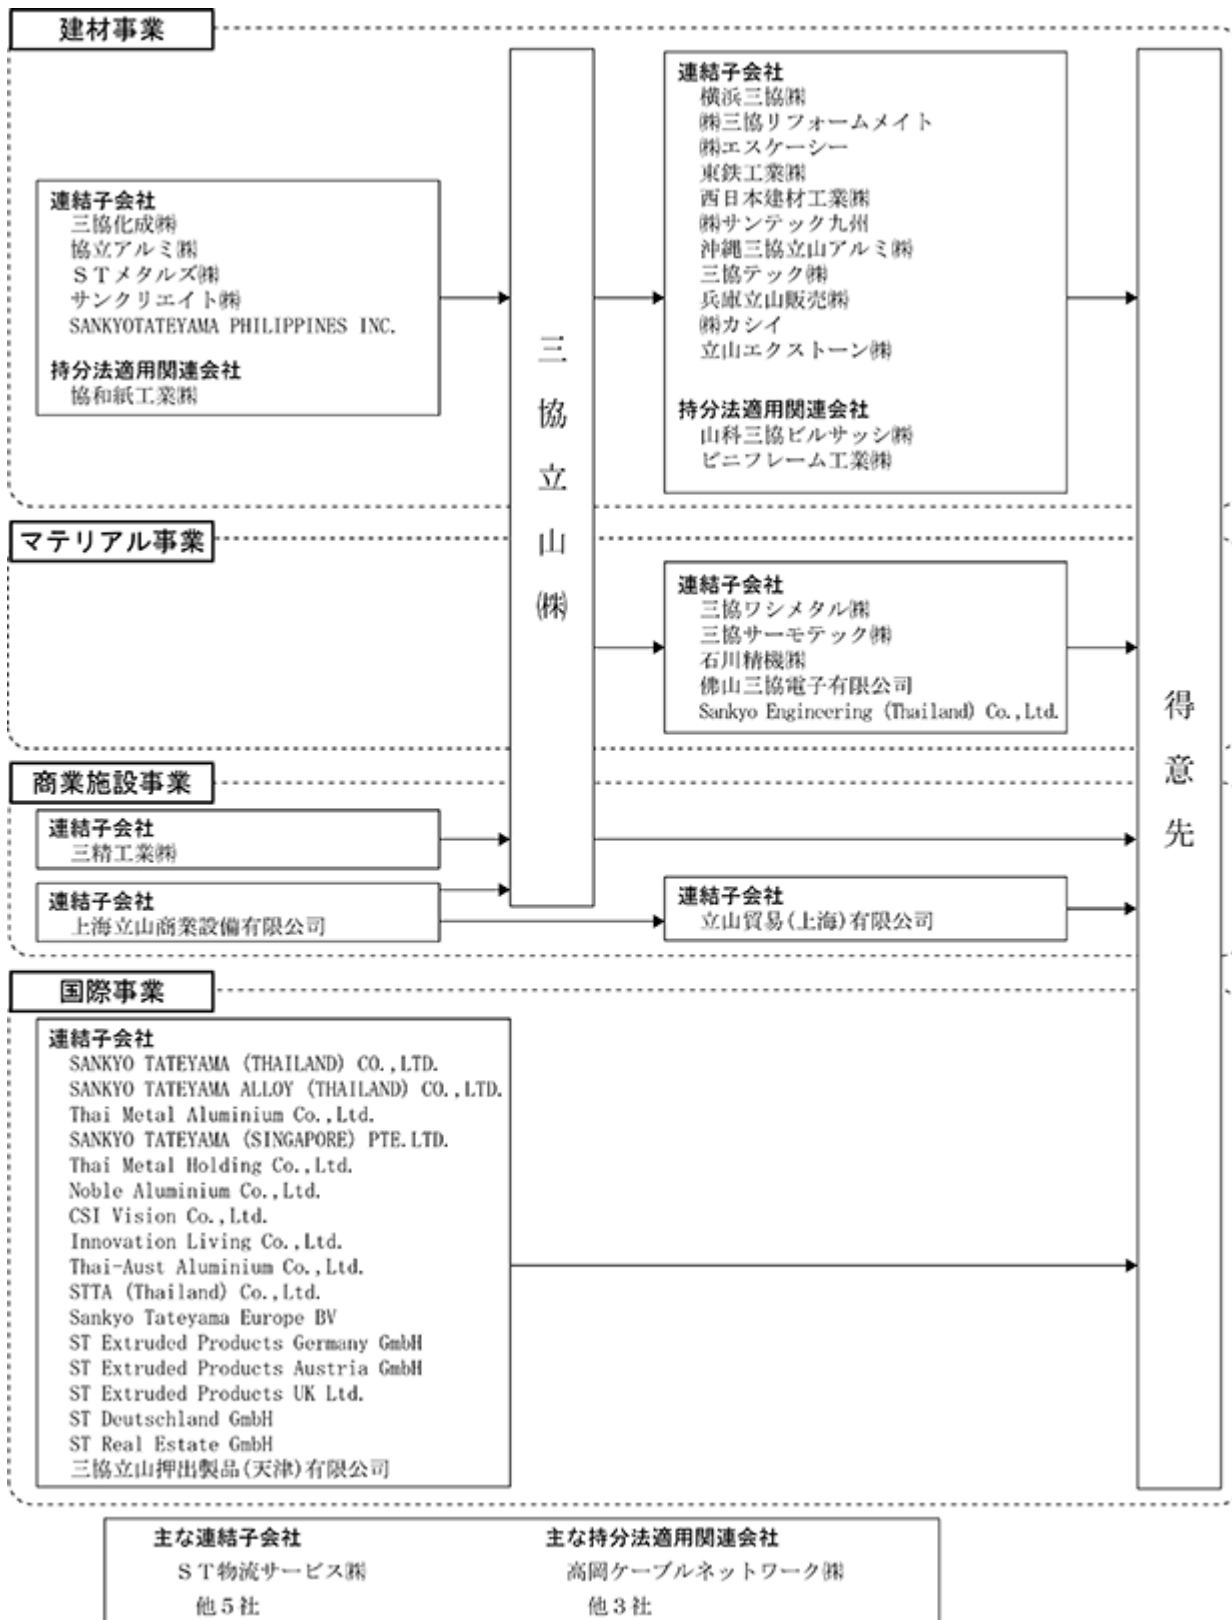 建材事業
連結子会社
三協化成㈱
協立アルミ㈱
ＳＴメタルズ㈱
サンクリエイト㈱
SANKYOTATEYAMA PHILIPPINES INC.
持分法適用関連会社
協和紙工業㈱
三協立山㈱
連結子会社
横浜三協㈱
㈱三協リフォームメイト
㈱エスケーシー
東鉄工業㈱
西日本建材工業㈱
㈱サンテック九州
沖縄三協立山アルミ㈱
三協テック㈱
兵庫立山販売㈱
㈱カシイ
立山エクストーン㈱
持分法適用関連会社
山科三協ビルサッシ㈱
ビニフレーム工業㈱
得意先
マテリアル事業
連結子会社
三協ワシメタル㈱
三協サーモテック㈱
石川精機㈱
佛山三協電子有限公司
Sankyo Engineering (Thailand) Co.,Ltd.
商業施設事業
連結子会社
三精工業㈱
連結子会社
上海立山商業設備有限公司
連結子会社
立山貿易(上海)有限公司
国際事業
連結子会社
SANKYO TATEYAMA (THAILAND) CO.,LTD.
SANKYO TATEYAMA ALLOY (THAILAND) CO.,LTD.
Thai Metal Aluminium Co.,Ltd.
SANKYO TATEYAMA (SINGAPORE) PTE.LTD.
Thai Metal Holding Co.,Ltd.
Noble Aluminium Co.,Ltd.
CSI Vision Co.,Ltd.
Innovation Living Co.,Ltd.
Thai-Aust Aluminium Co.,Ltd.
STTA (Thailand) Co.,Ltd.
Sankyo Tateyama Europe BV
ST Extruded Products Germany GmbH
ST Extruded Products Austria GmbH
ST Extruded Products UK Ltd.
ST Deutschland GmbH
ST Real Estate GmbH
三協立山押出製品(天津)有限公司
主な連結子会社
ＳＴ物流サービス㈱
他５社
主な持分法適用関連会社
高岡ケーブルネットワーク㈱
他３社